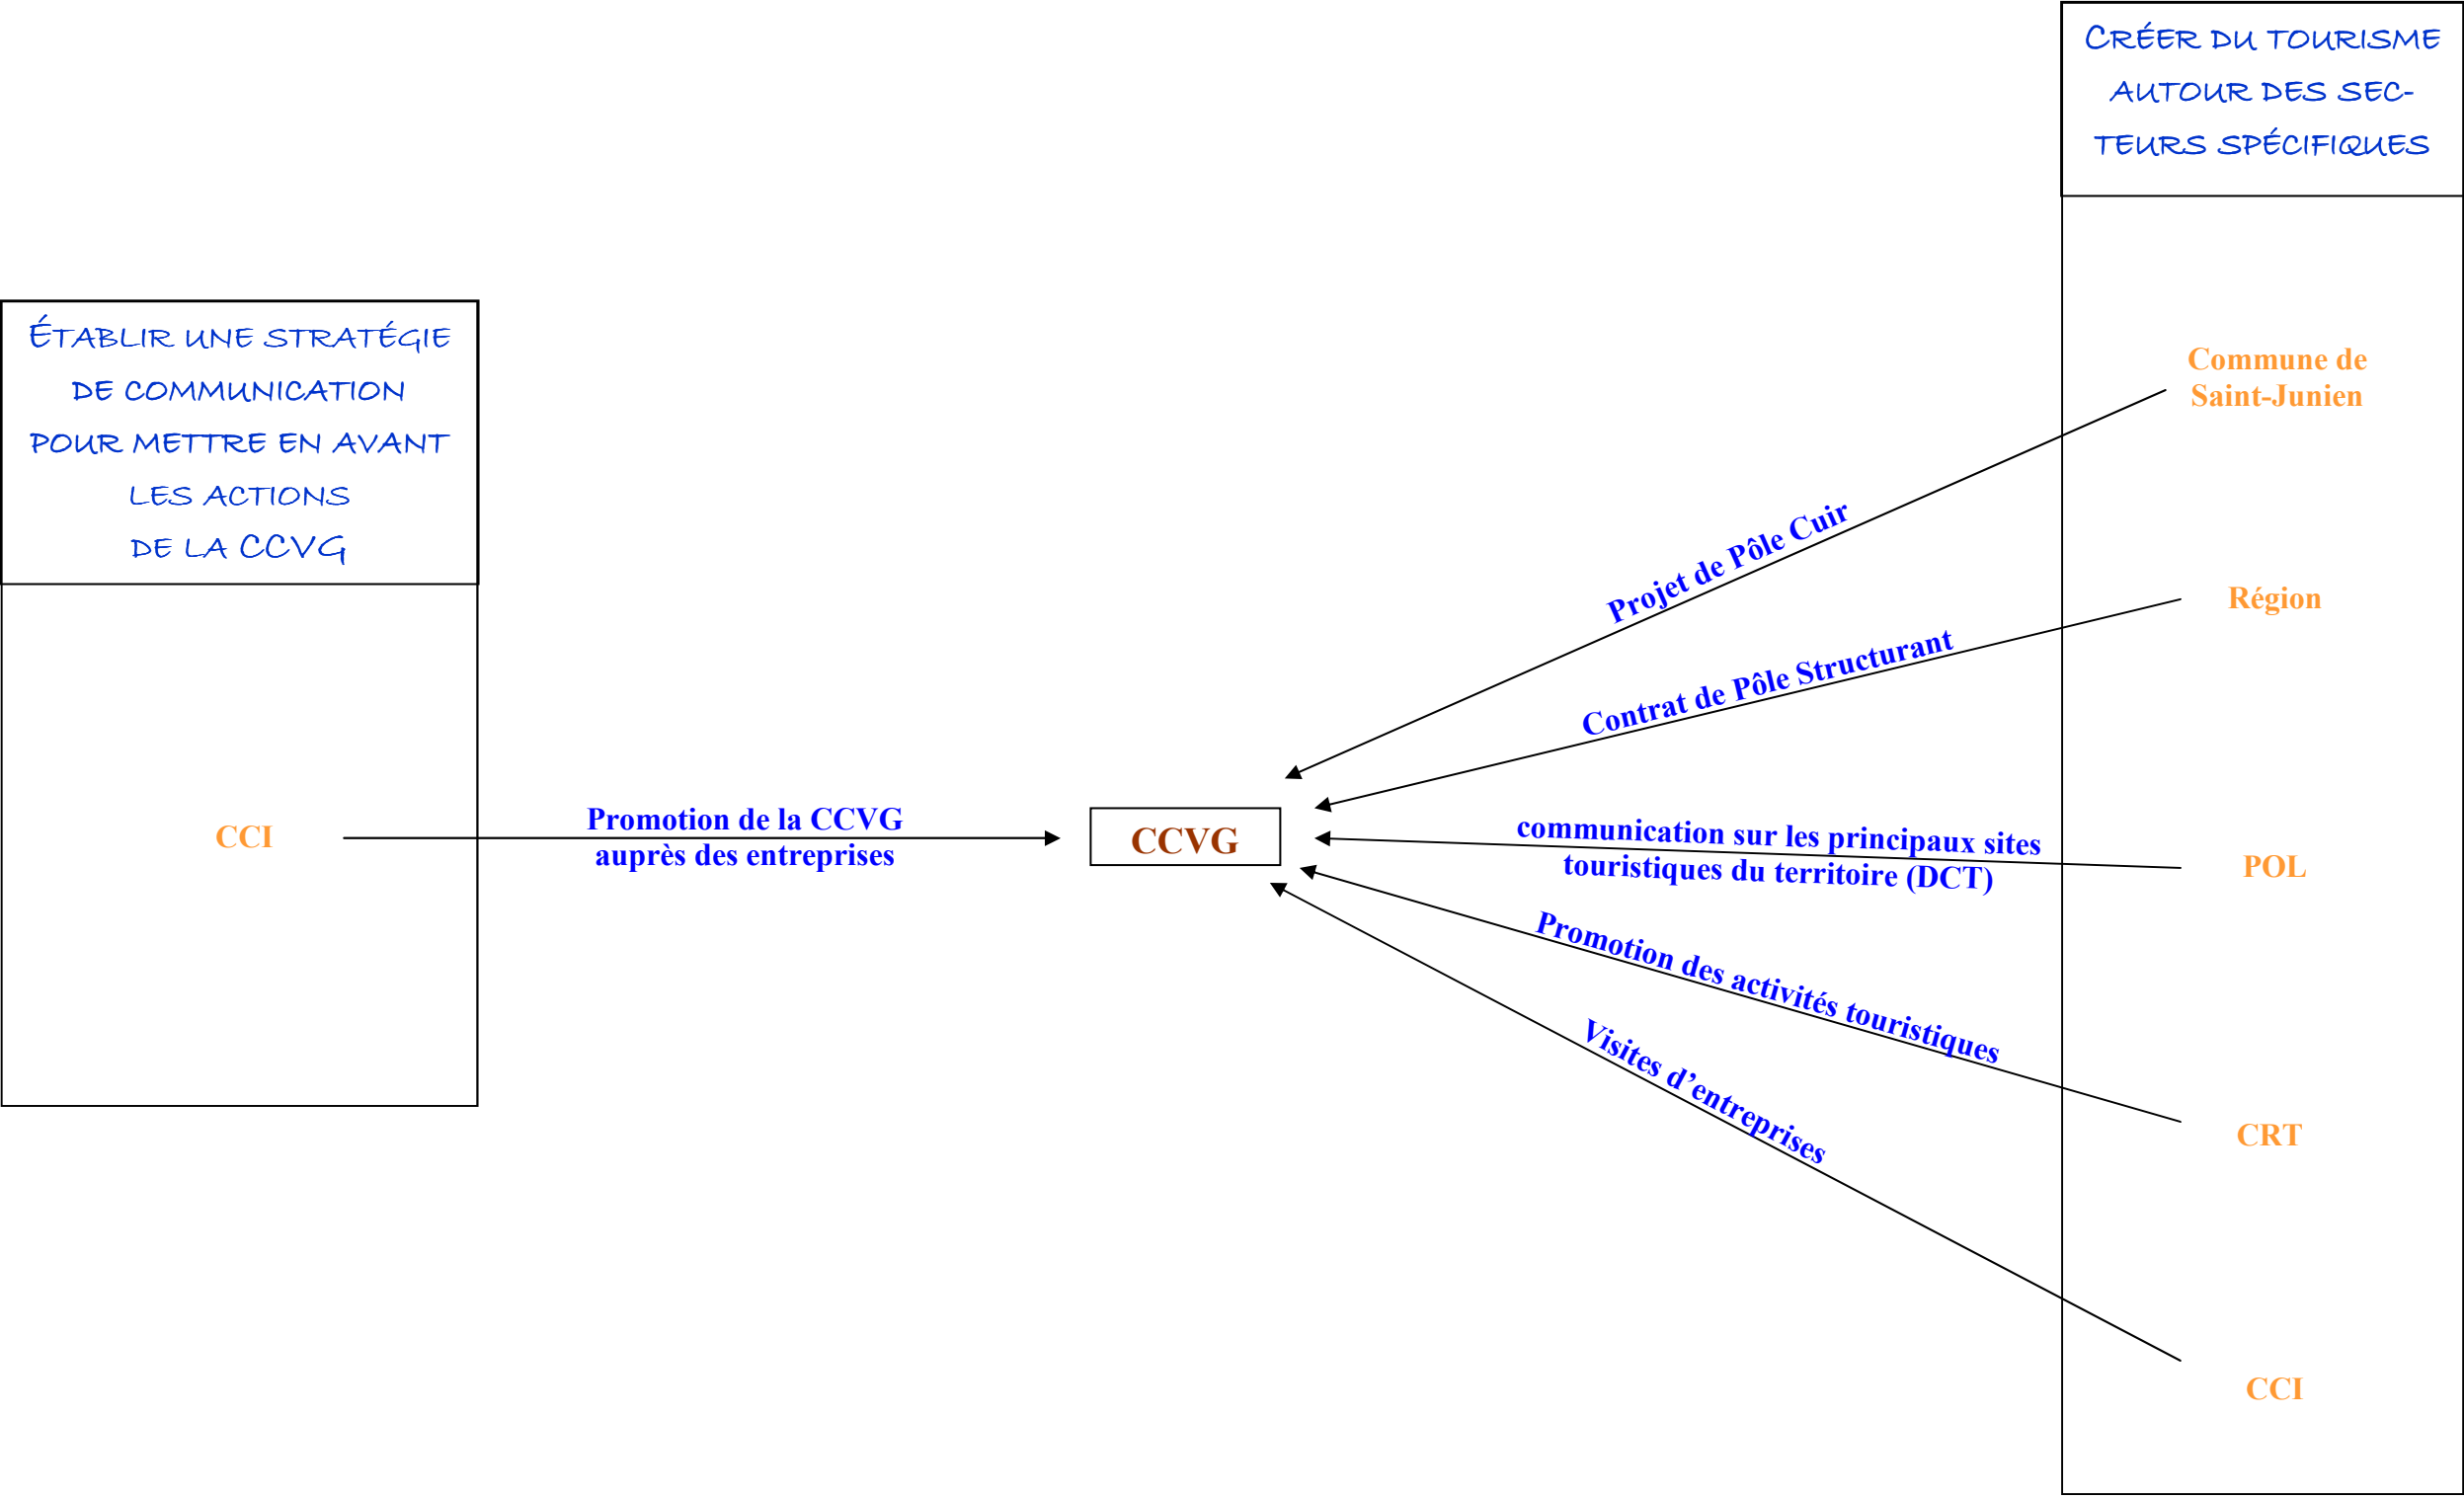 CRÉER DU TOURISME
AUTOUR DES SEC-
TEURS SPÉCIFIQUES
ÉTABLIR UNE STRATÉGIE
DE COMMUNICATION
POUR METTRE EN AVANT
LES ACTIONS
DE LA CCVG
Commune de
Saint-Junien
Projet de Pôle Cuir
Région
Contrat de Pôle Structurant
CCI
Promotion de la CCVG
auprès des entreprises
CCVG
communication sur les principaux sites
touristiques du territoire (DCT)
POL
Promotion des activités touristiques
CRT
Visites d’entreprises
CCI